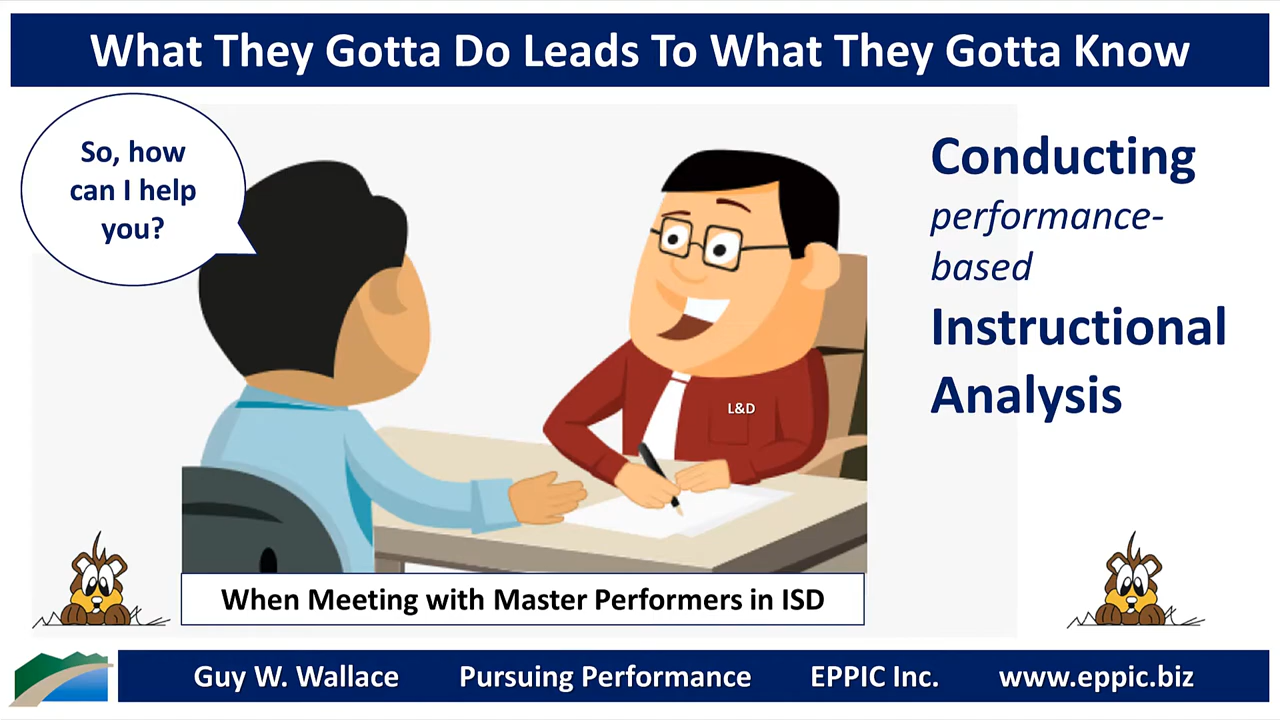 What They Gotta Do Leads To What They Gotta Know
So, how
can I help
you?
Conducting
performance-
based
Instructional
Analysis
L&D
When Meeting with Master Performers in ISD
Guy W. Wallace Pursuing Performance EPPIC Inc. www.eppic.biz